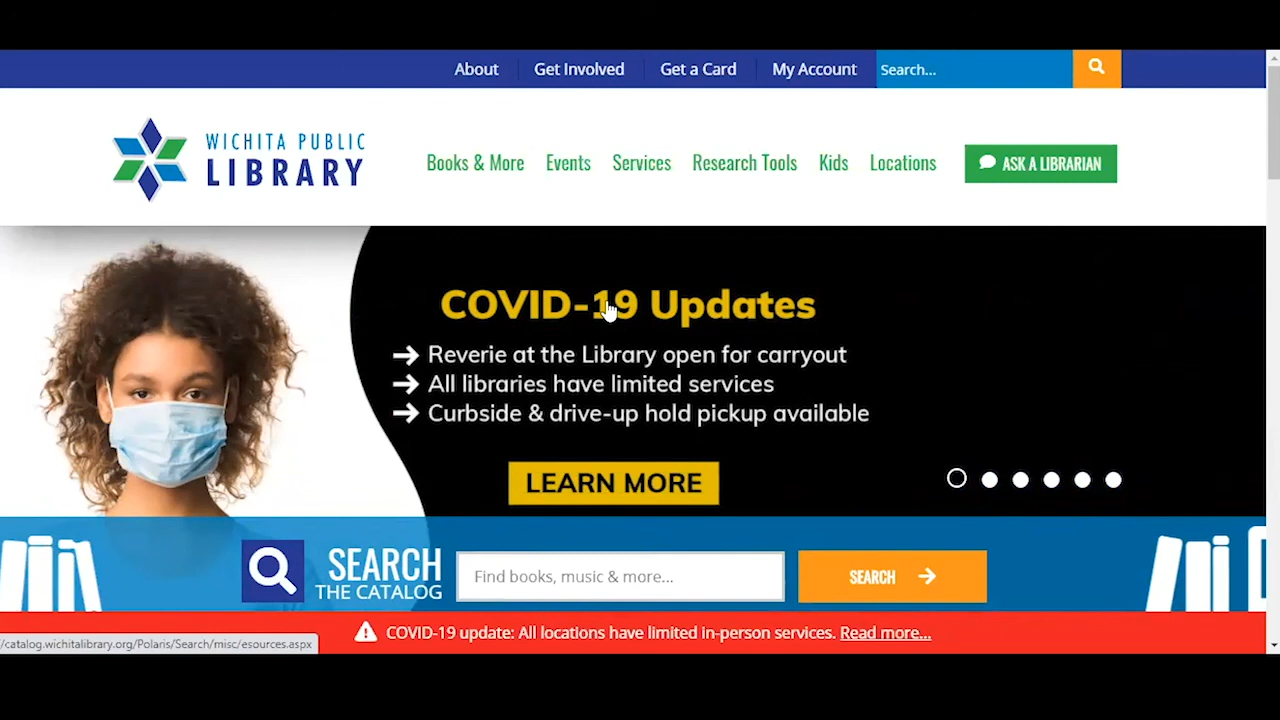 About Get Involved Get a Card My Account Search...
WICHITA PUBLIC
LIBRARY
Books & More Events Services Research Tools Kids Locations ASK A LIBRARIAN
COVID-19 Updates
Reverie at the Library open for carryout
All libraries have limited services
Curbside & drive-up hold pickup available
LEARN MORE
SEARCH
THE CATALOG
Find books, music & more...
SEARCH
COVID-19 update: All locations have limited in-person services. Read more...
/catalog.wichitalibrary.org/Polaris/Search/misc/esources.aspx